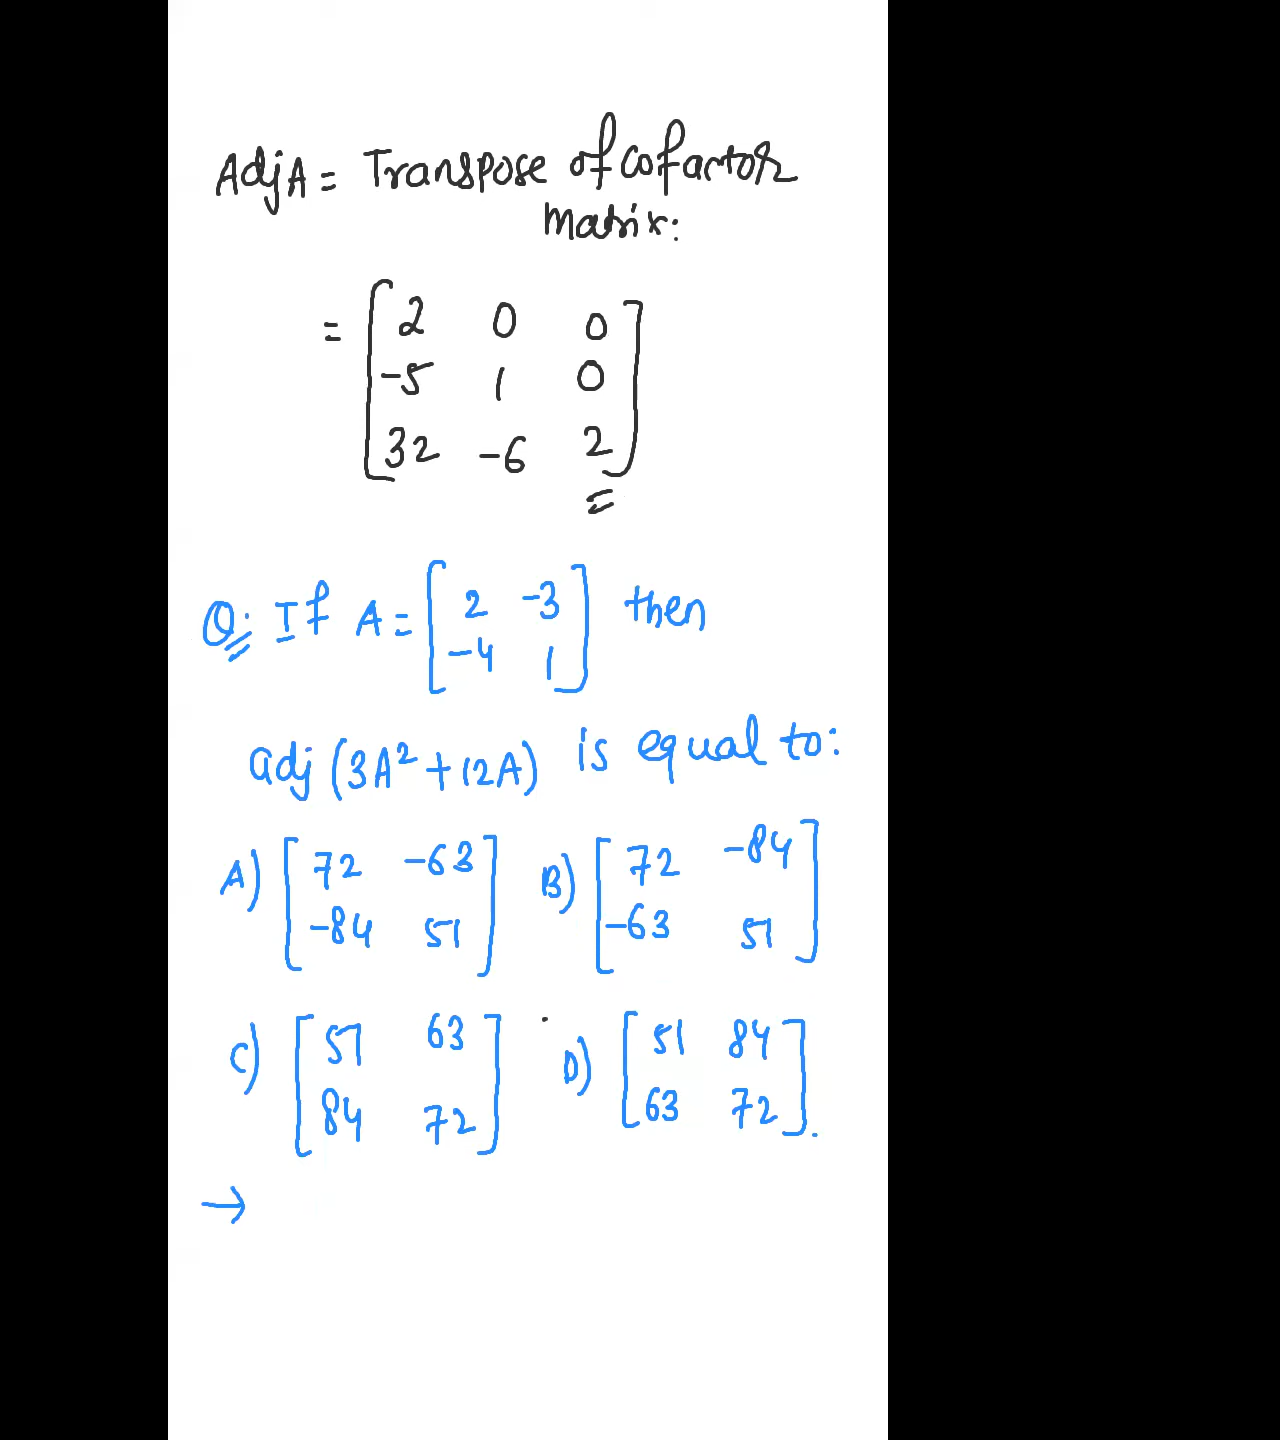 AdjA = Transpose of cofactor
Matrix:
= [2 0 0
-5 1 0
32 -6 2]
Q: If A = [2 -3
-4 1] then
adj (3A² + 12A) is equal to:
A) [72 -63
-84 51] B) [72 -84
-63 51]
C) [51 63
84 72] D) [51 84
63 72].
→